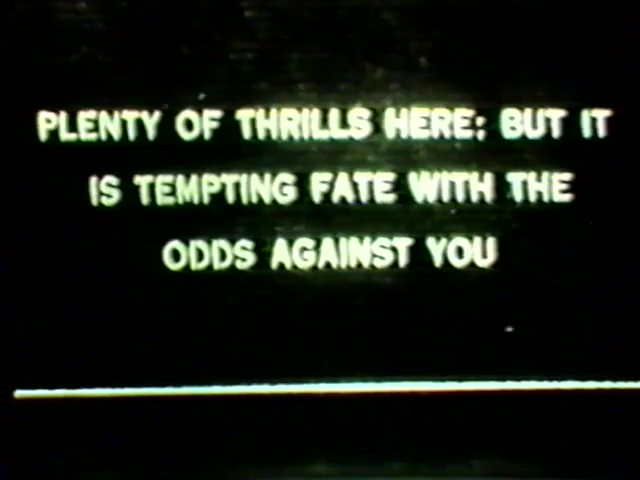 PLENTY OF THRILLS HERE; BUT IT
IS TEMPTING FATE WITH THE
ODDS AGAINST YOU